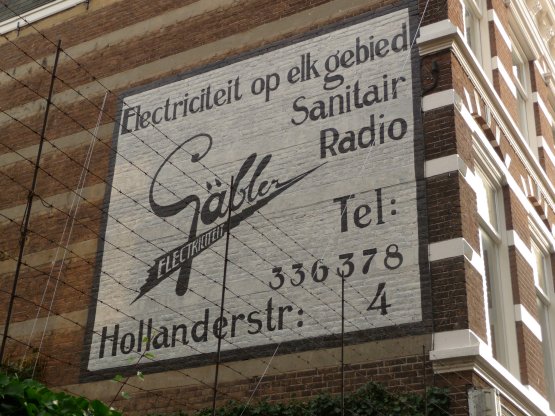 Electriciteit op elk gebied
Sanitair
Radio
Gäbler
ELECTRICITEIT
Tel:
336378
Hollanderstr: 4